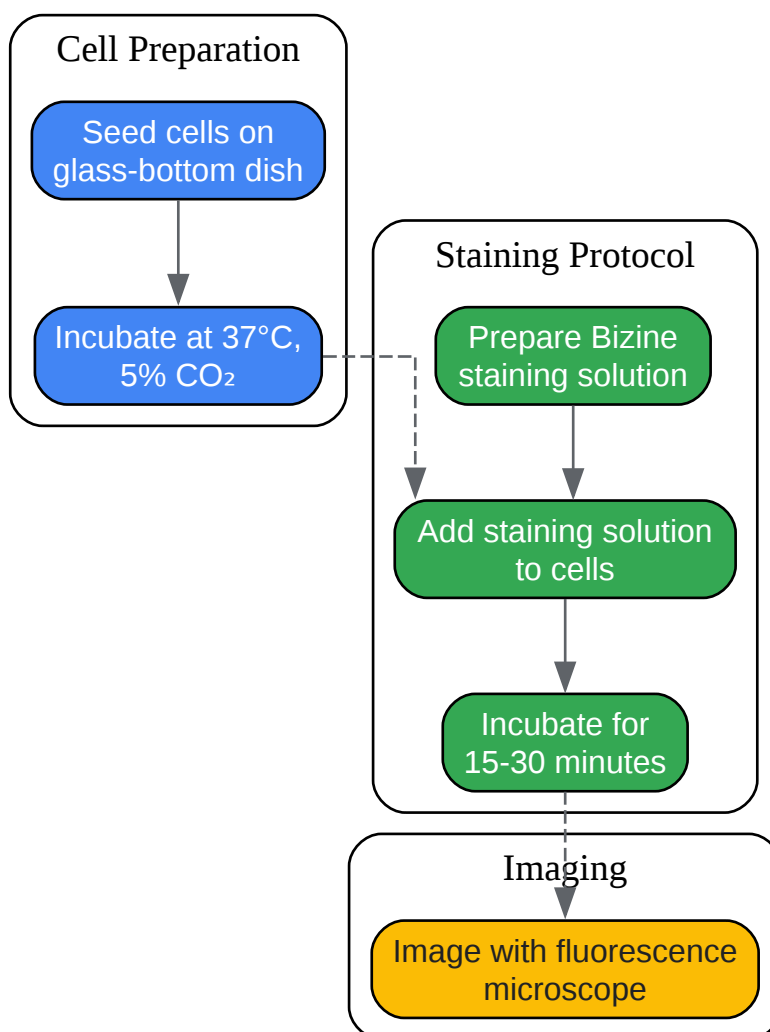 Cell Preparation
Seed cells on
glass-bottom dish
Incubate at 37°C,
5% CO₂
Staining Protocol
Prepare Bizine
staining solution
Add staining solution
to cells
Incubate for
15-30 minutes
Imaging
Image with fluorescence
microscope